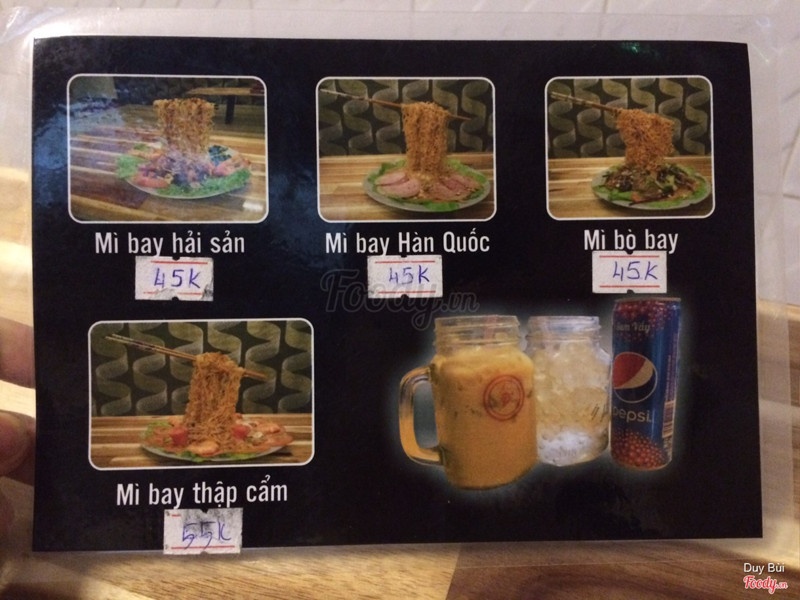 Mì bay hải sản
45K
Mì bay Hàn Quốc
45K
Mì bò bay
45K
Foody.vn
Mì bay thập cẩm
55K
pepsi
Duy Bùi
Foody.vn